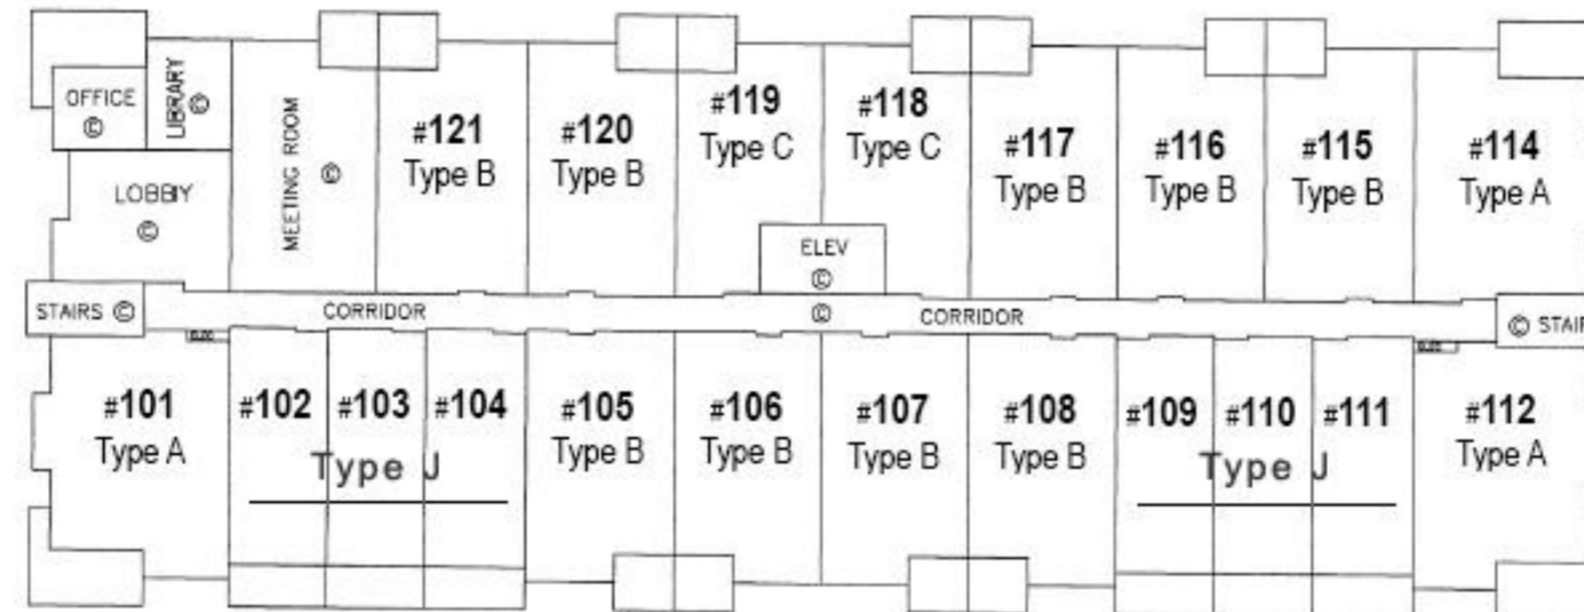 OFFICE
©
LIBRARY
©
MEETING ROOM
©
#121
Type B
#120
Type B
#119
Type C
#118
Type C
#117
Type B
#116
Type B
#115
Type B
#114
Type A
LOBBIY
©
ELEV
©
STAIRS ©
CORRIDOR
©
CORRIDOR
© STAIR
#101
Type A
#102
#103
#104
Type J
#105
Type B
#106
Type B
#107
Type B
#108
Type B
#109
#110
#111
Type J
#112
Type A